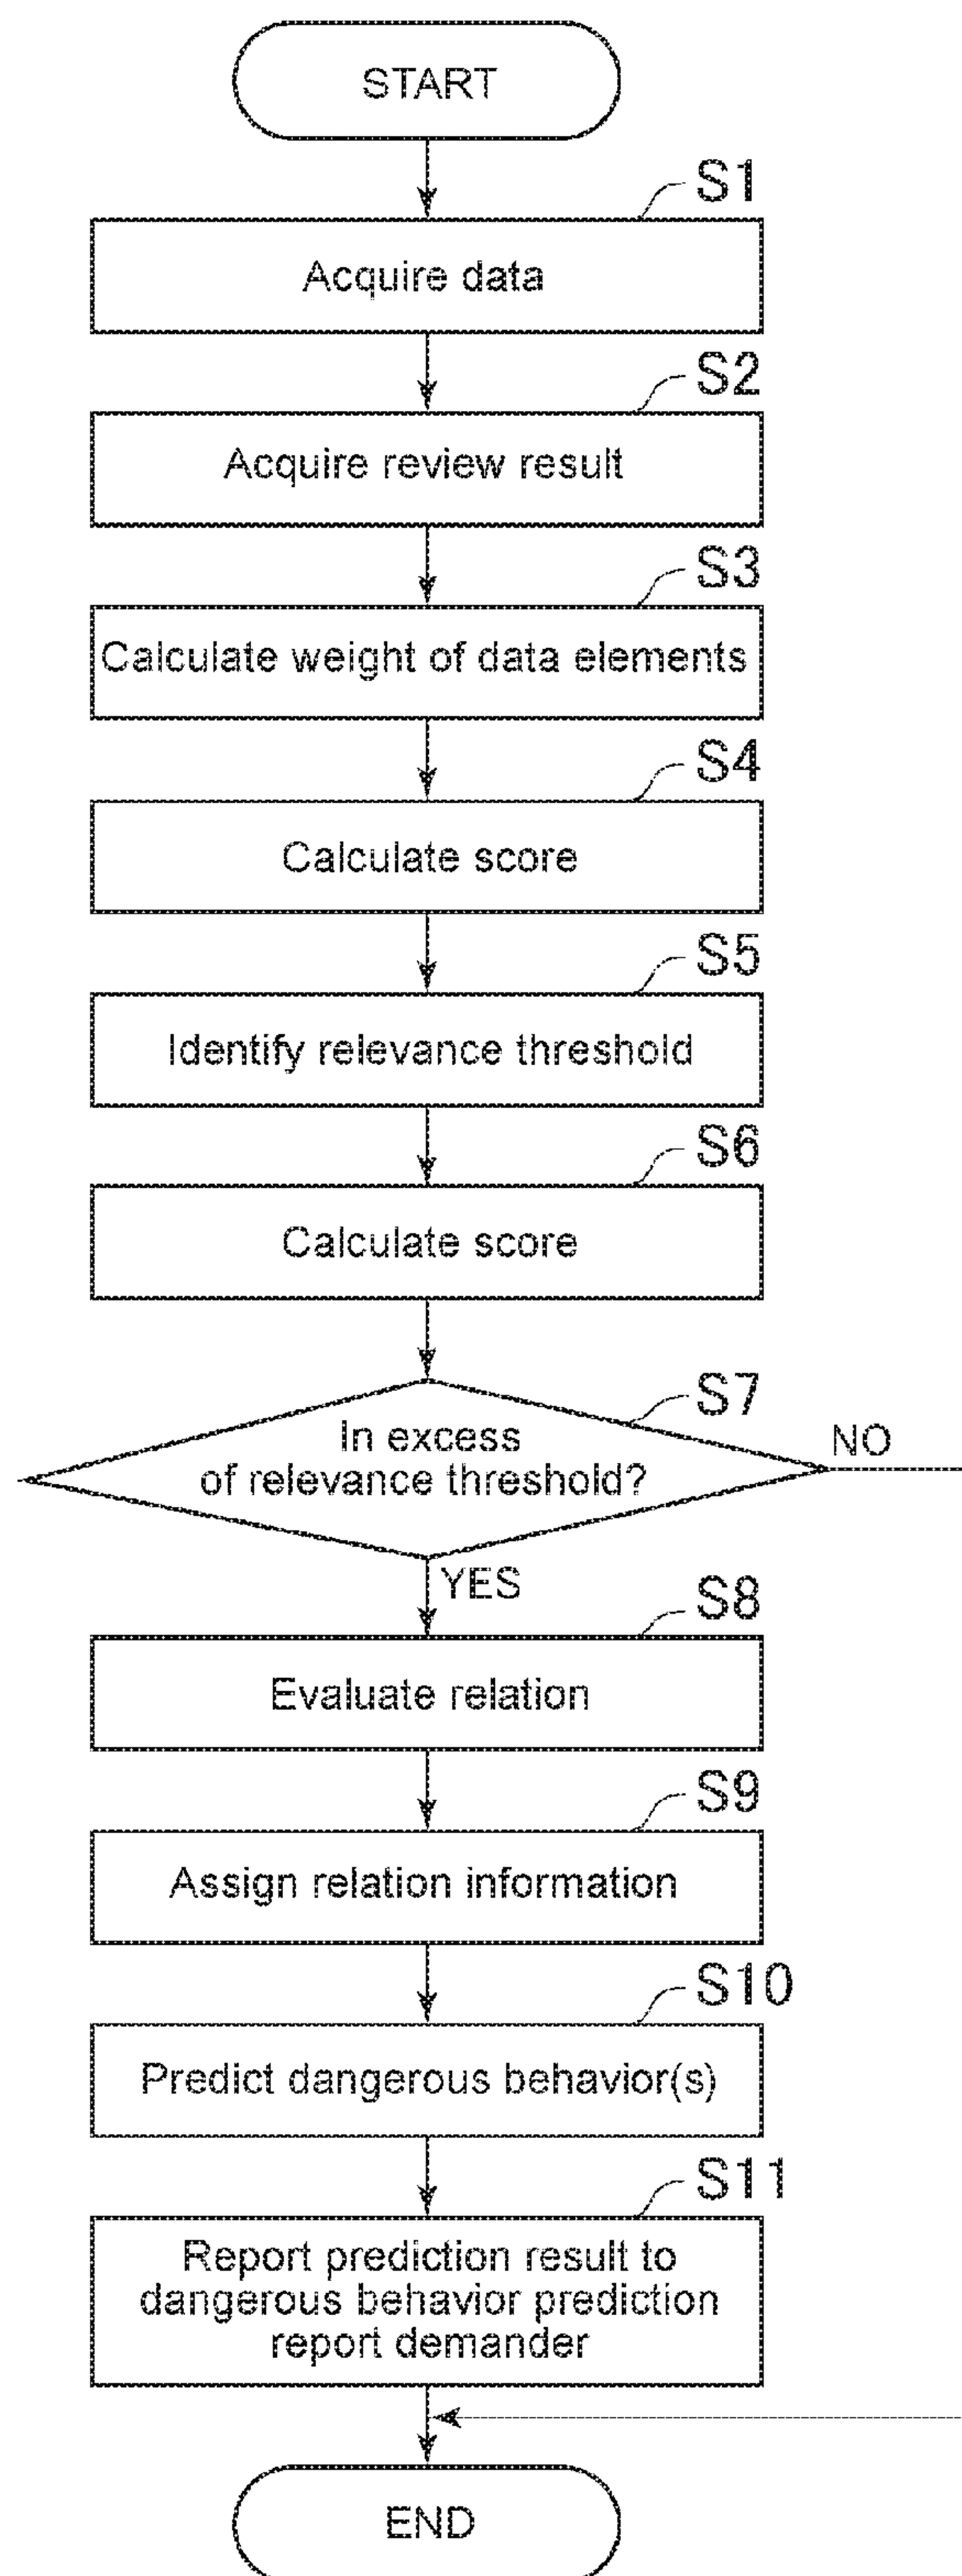 START
S1
Acquire data
S2
Acquire review result
S3
Calculate weight of data elements
S4
Calculate score
S5
Identify relevance threshold
S6
Calculate score
S7
In excess
of relevance threshold?
NO
YES
S8
Evaluate relation
S9
Assign relation information
S10
Predict dangerous behavior(s)
S11
Report prediction result to
dangerous behavior prediction
report demander
END